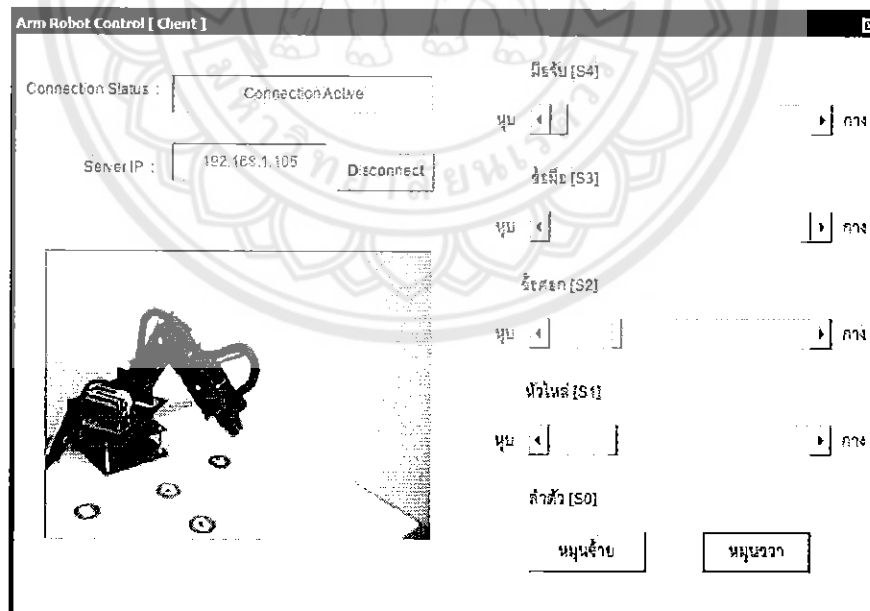 Arm Robot Control [ Client ]
Connection Status :
Connection Active
Server IP :
192.168.1.105
Disconnect
มือจับ [S4]
หุบ
กาง
ข้อมือ [S3]
หุบ
กาง
ข้อศอก [S2]
หุบ
กาง
หัวไหล่ [S1]
หุบ
กาง
ลำตัว [S0]
หมุนซ้าย
หมุนขวา